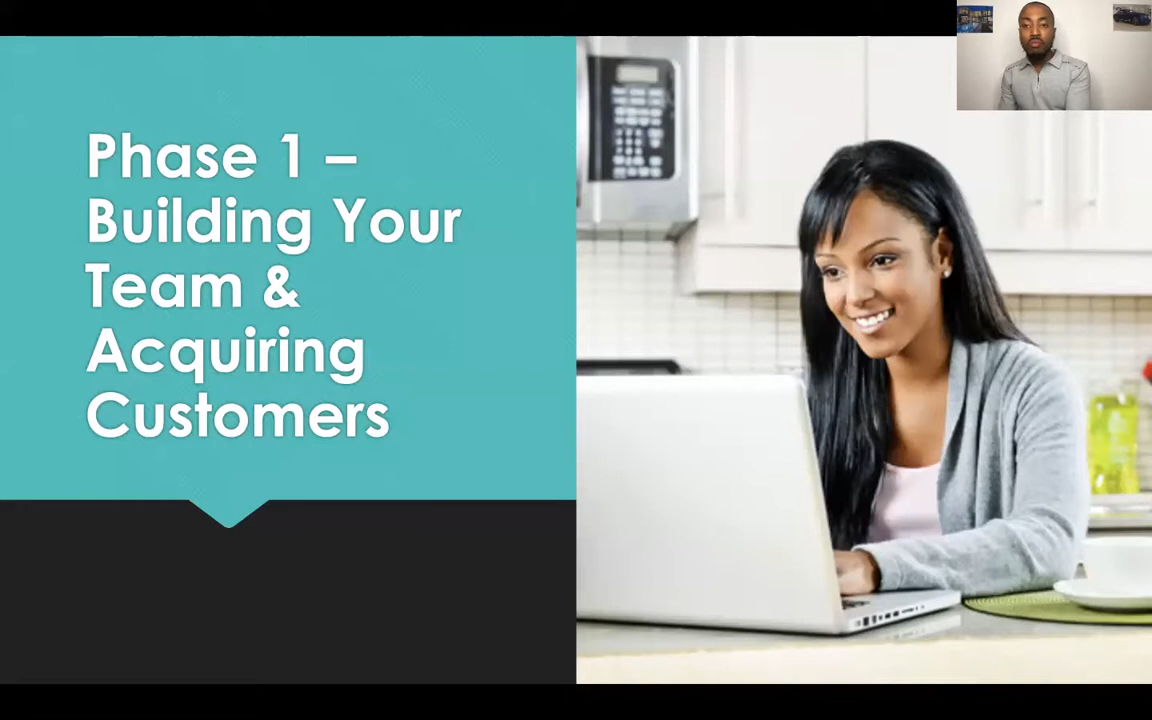 Phase 1 –
Building Your
Team &
Acquiring
Customers